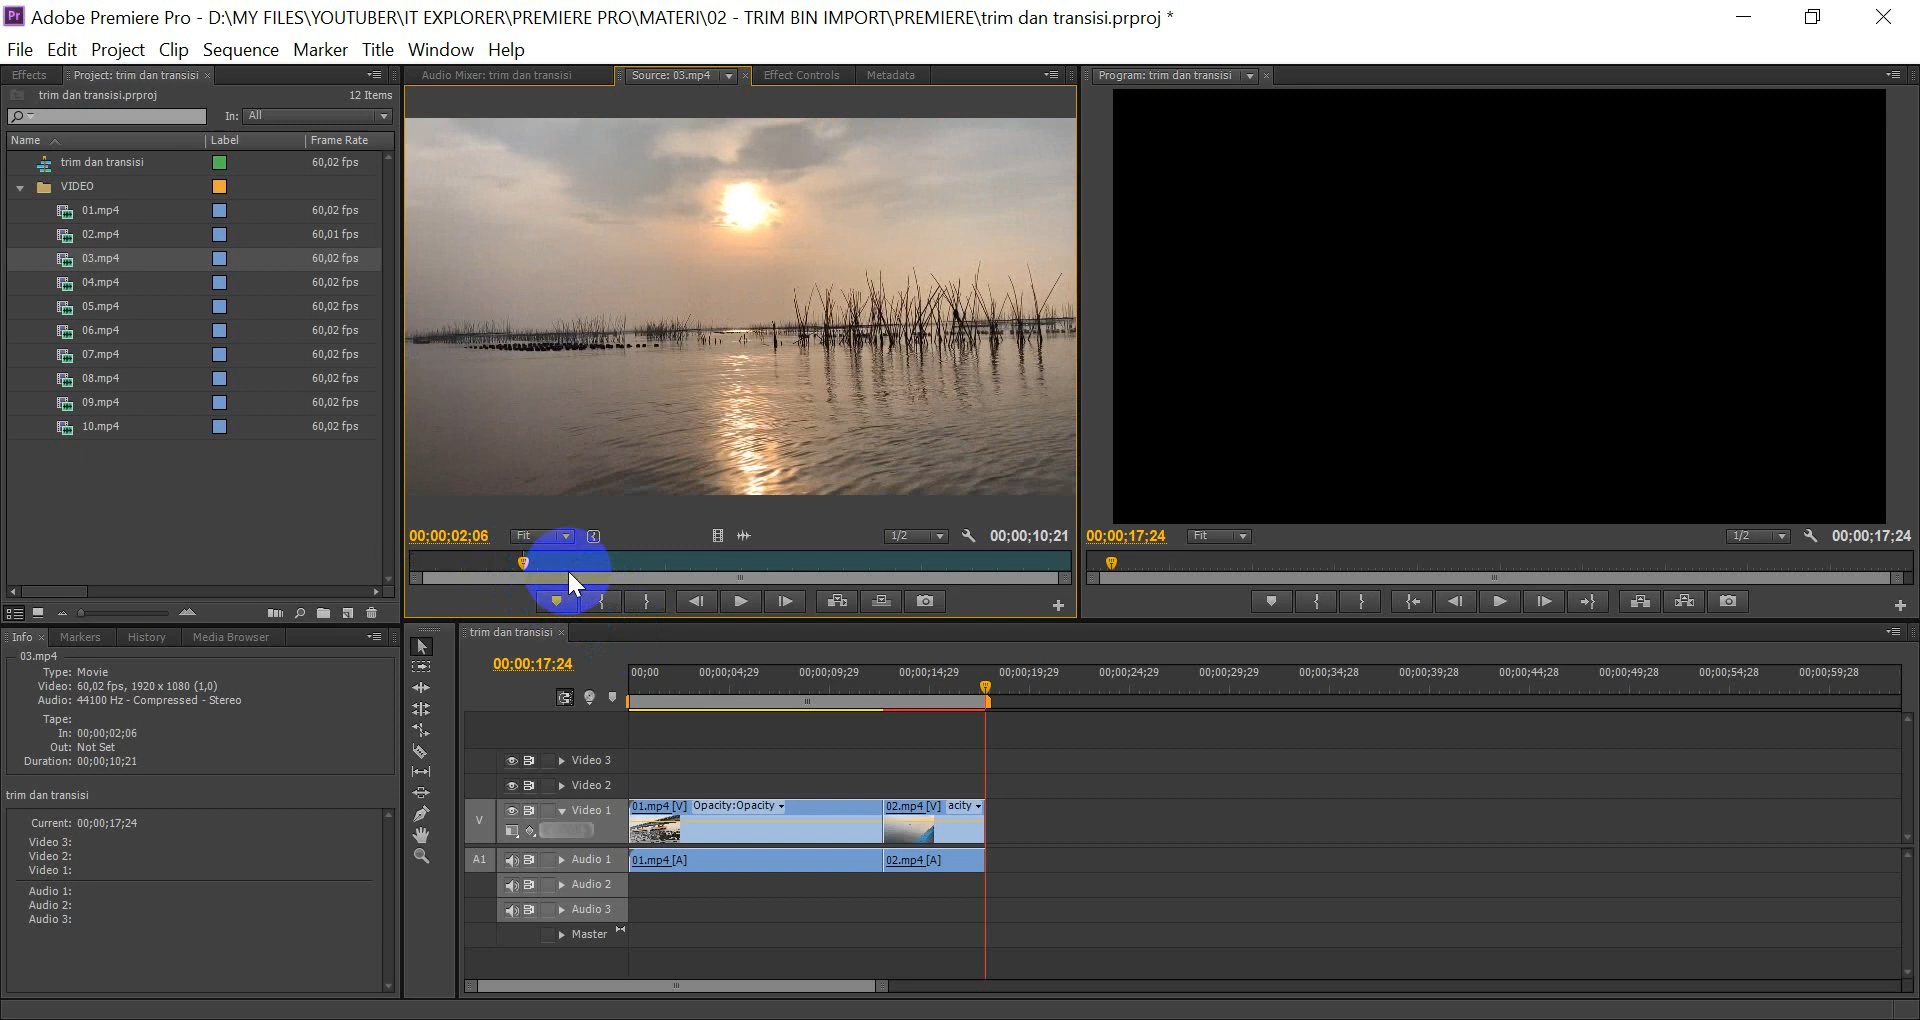 Pr Adobe Premiere Pro - D:\MY FILES\YOUTUBER\IT EXPLORER\PREMIERE PRO\MATERI\02 - TRIM BIN IMPORT\PREMIERE\trim dan transisi.prproj *
File Edit Project Clip Sequence Marker Title Window Help
Effects Project: trim dan transisi
trim dan transisi.prproj 12 Items
In: All
Name Label Frame Rate
trim dan transisi 60,02 fps
VIDEO
01.mp4 60,02 fps
02.mp4 60,01 fps
03.mp4 60,02 fps
04.mp4 60,02 fps
05.mp4 60,02 fps
06.mp4 60,02 fps
07.mp4 60,02 fps
08.mp4 60,02 fps
09.mp4 60,02 fps
10.mp4 60,02 fps
Audio Mixer: trim dan transisi Source: 03.mp4 Effect Controls Metadata
00;00;02;06 Fit 1/2 00;00;10;21
Program: trim dan transisi
00;00;17;24 Fit 1/2 00;00;17;24
Info Markers History Media Browser
03.mp4
Type: Movie
Video: 60,02 fps, 1920 x 1080 (1,0)
Audio: 44100 Hz - Compressed - Stereo
Tape:
In: 00;00;02;06
Out: Not Set
Duration: 00;00;10;21
trim dan transisi
Current: 00;00;17;24
Video 3:
Video 2:
Video 1:
Audio 1:
Audio 2:
Audio 3:
trim dan transisi
00;00;17;24
00;00 00;00;04;29 00;00;09;29 00;00;14;29 00;00;19;29 00;00;24;29 00;00;29;29 00;00;34;28 00;00;39;28 00;00;44;28 00;00;49;28 00;00;54;28 00;00;59;28
Video 3
Video 2
V Video 1 01.mp4 [V] Opacity:Opacity 02.mp4 [V] acity
A1 Audio 1 01.mp4 [A] 02.mp4 [A]
Audio 2
Audio 3
Master